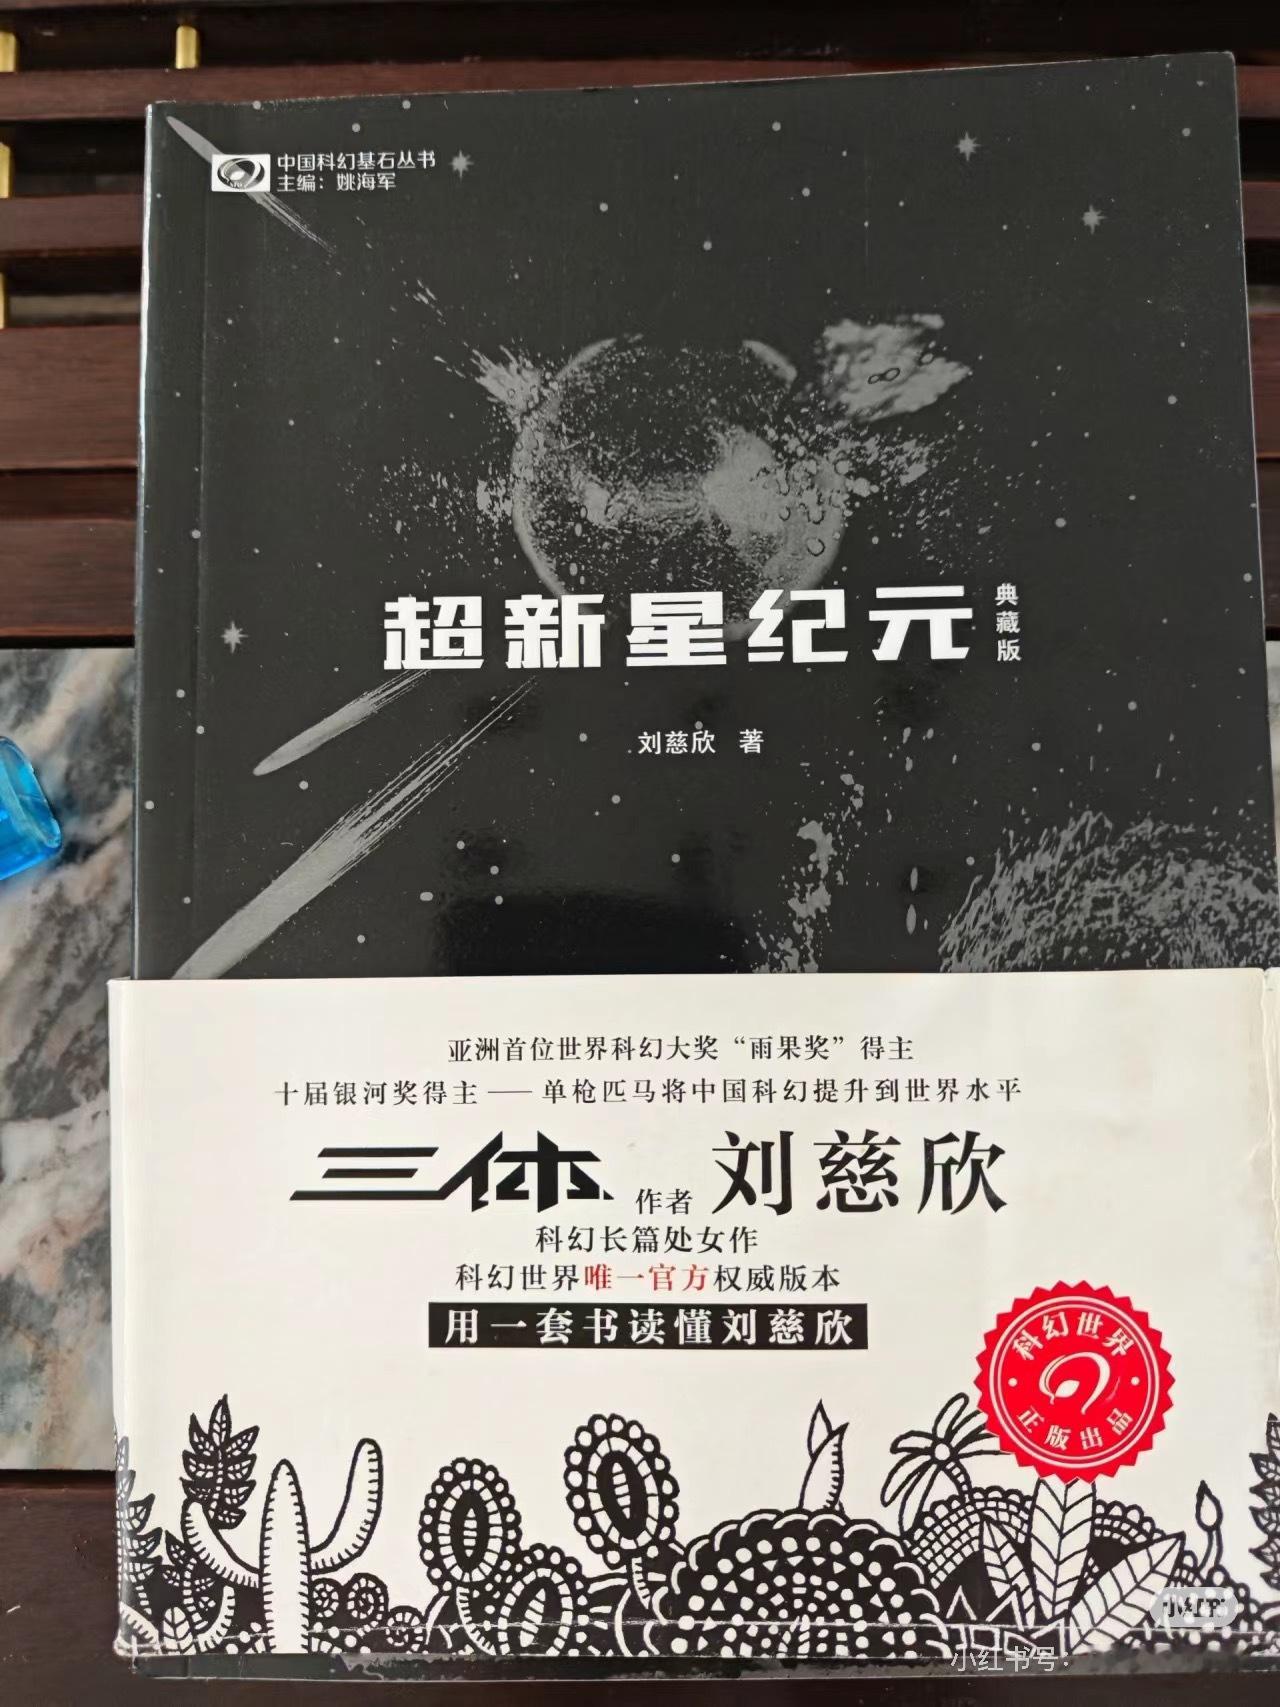 中国科幻基石丛书
主编：姚海军
超新星纪元
典藏版
刘慈欣 著
亚洲首位世界科幻大奖“雨果奖”得主
十届银河奖得主——单枪匹马将中国科幻提升到世界水平
三体 作者 刘慈欣
科幻长篇处女作
科幻世界唯一官方权威版本
用一套书读懂刘慈欣
科幻世界
正版出品
小红书
小红书号：